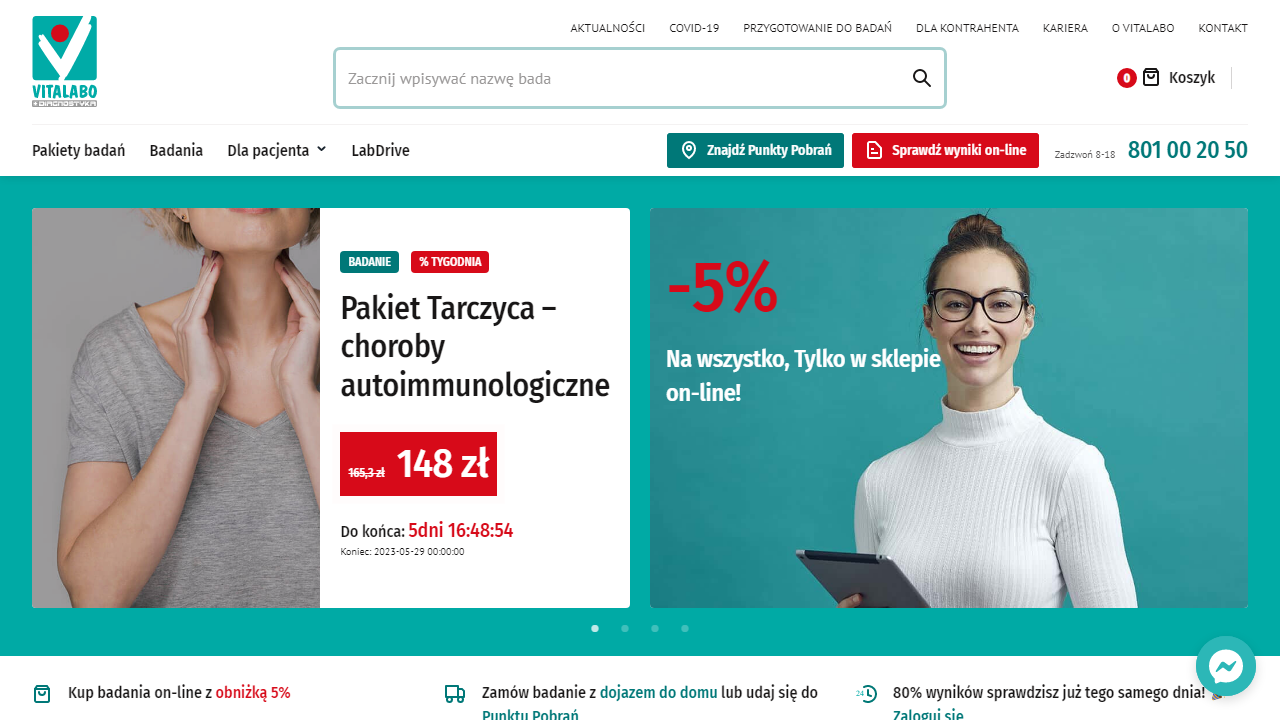 AKTUALNOŚCI COVID-19 PRZYGOTOWANIE DO BADAŃ DLA KONTRAHENTA KARIERA O VITALABO KONTAKT
VITALABO
DIAGNOSTYKA
Zacznij wpisywać nazwę bada
0 Koszyk
Pakiety badań Badania Dla pacjenta LabDrive
Znajdź Punkty Pobrań
Sprawdź wyniki on-line
Zadzwoń 8-18 801 00 20 50
BADANIE % TYGODNIA
Pakiet Tarczyca –
choroby
autoimmunologiczne
165,3 zł 148 zł
Do końca: 5dni 16:48:54
Koniec: 2023-05-29 00:00:00
-5%
Na wszystko, Tylko w sklepie
on-line!
Kup badania on-line z obniżką 5%
Zamów badanie z dojazem do domu lub udaj się do
Punktu Pobrań
24
80% wyników sprawdzisz już tego samego dnia!
Zaloguj się